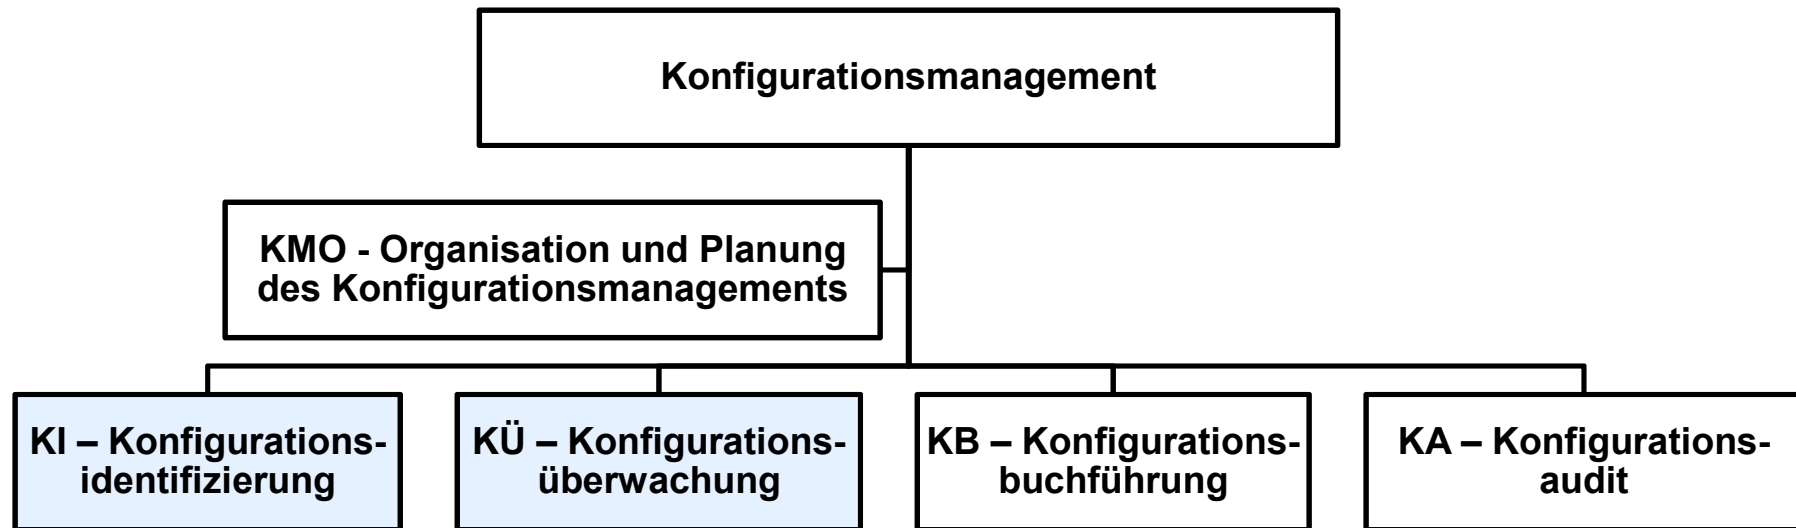 Konfigurationsmanagement
KMO - Organisation und Planung
des Konfigurationsmanagements
KI – Konfigurations-
identifizierung
KÜ – Konfigurations-
überwachung
KB – Konfigurations-
buchführung
KA – Konfigurations-
audit